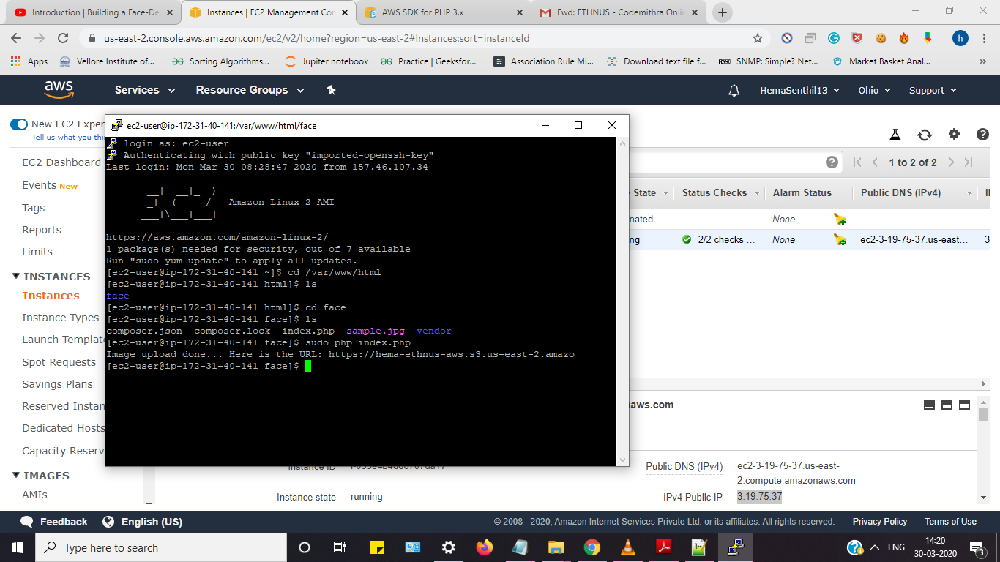 Introduction | Building a Face-De
Instances | EC2 Management Con
AWS SDK for PHP 3.x
Fwd: ETHNUS - Codemithra Onli
us-east-2.console.aws.amazon.com/ec2/v2/home?region=us-east-2#Instances:sort=instanceId
h
Apps
Vellore Institute of...
Sorting Algorithms...
Jupiter notebook
Practice | Geeksfor...
Association Rule Mi...
Download text file f...
SNMP: Simple? Net...
Market Basket Anal...
»
aws
Services
Resource Groups
HemaSenthil13
Ohio
Support
New EC2 Exper
Tell us what you thi
EC2 Dashboard
Events New
Tags
Reports
Limits
INSTANCES
Instances
Instance Types
Launch Templat
Spot Requests
Savings Plans
Reserved Instan
Dedicated Hosts
Capacity Reserv
IMAGES
AMIs
ec2-user@ip-172-31-40-141:/var/www/html/face
login as: ec2-user
Authenticating with public key "imported-openssh-key"
Last login: Mon Mar 30 08:28:47 2020 from 157.46.107.34
__|  __|_  )
_|  (     /   Amazon Linux 2 AMI
___|\___|___|
https://aws.amazon.com/amazon-linux-2/
1 package(s) needed for security, out of 7 available
Run "sudo yum update" to apply all updates.
[ec2-user@ip-172-31-40-141 ~]$ cd /var/www/html
[ec2-user@ip-172-31-40-141 html]$ ls
face
[ec2-user@ip-172-31-40-141 html]$ cd face
[ec2-user@ip-172-31-40-141 face]$ ls
composer.json  composer.lock  index.php  sample.jpg  vendor
[ec2-user@ip-172-31-40-141 face]$ sudo php index.php
Image upload done... Here is the URL: https://hema-ethnus-aws.s3.us-east-2.amazo
[ec2-user@ip-172-31-40-141 face]$
1 to 2 of 2
e State
Status Checks
Alarm Status
Public DNS (IPv4)
nated
None
-
ng
2/2 checks ...
None
ec2-3-19-75-37.us-east...
3
aws.com
Instance ID
Public DNS (IPv4)
ec2-3-19-75-37.us-east-
2.compute.amazonaws.com
Instance state
running
IPv4 Public IP
3.19.75.37
Feedback
English (US)
© 2008 - 2020, Amazon Internet Services Private Ltd. or its affiliates. All rights reserved.
Privacy Policy
Terms of Use
Type here to search
ENG
14:20
30-03-2020
3